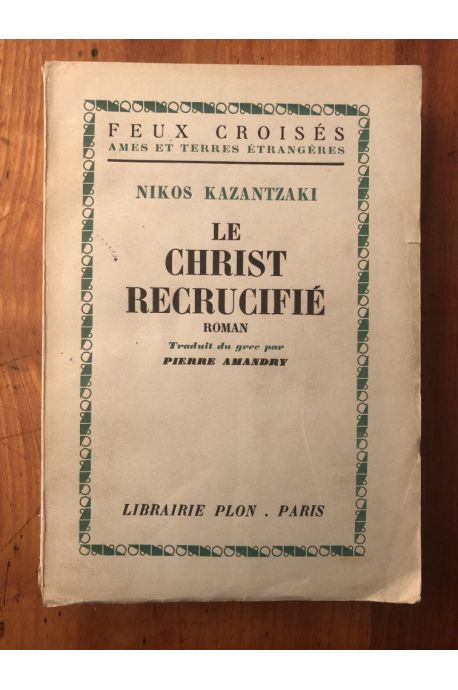 FEUX CROISÉS
AMES ET TERRES ÉTRANGÈRES
NIKOS KAZANTZAKI
LE
CHRIST
RECRUCIFIÉ
ROMAN
Traduit du grec par
PIERRE AMANDRY
LIBRAIRIE PLON . PARIS